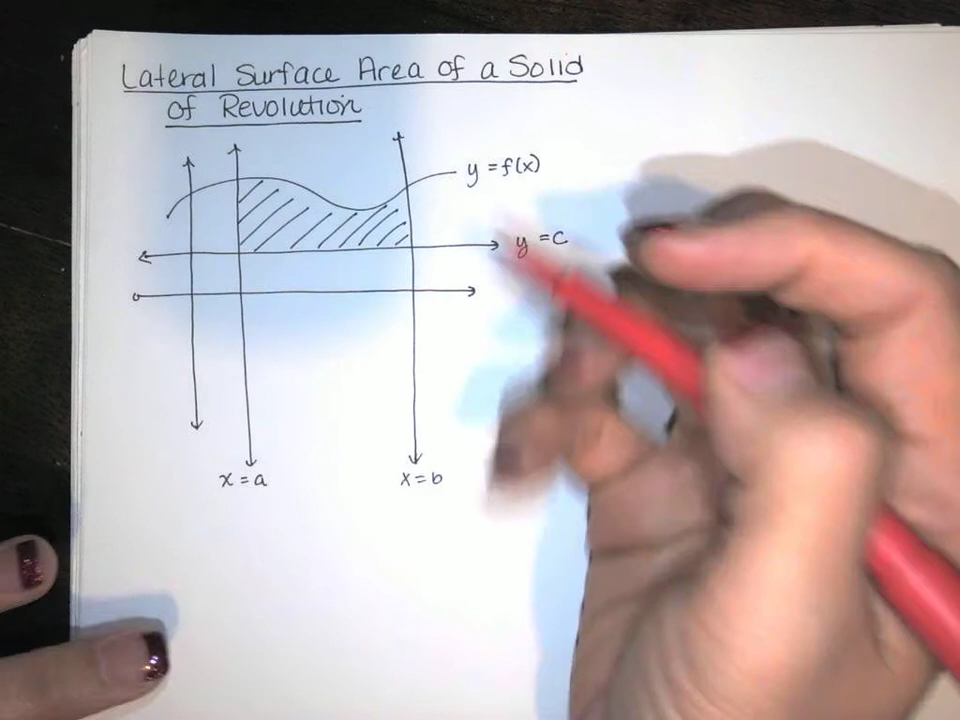 Lateral Surface Area of a Solid
of Revolution
y = f(x)
y = c
x = a
x = b